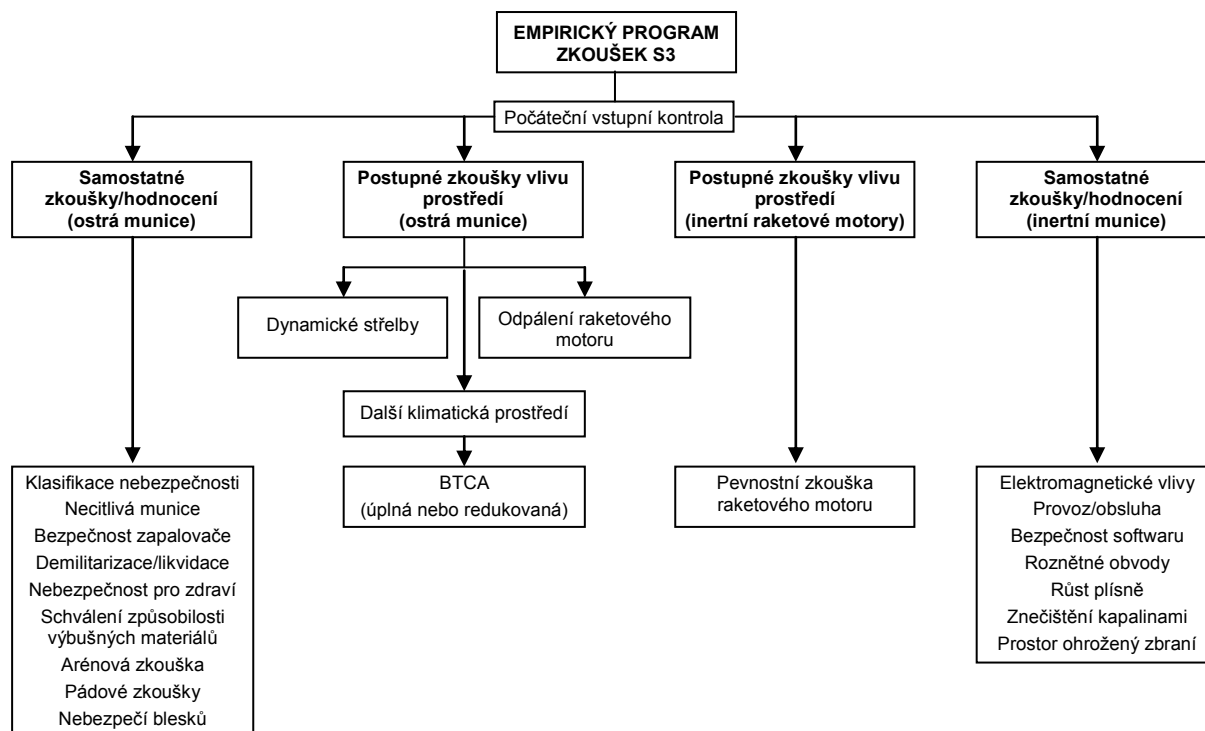 EMPIRICKÝ PROGRAM
ZKOUŠEK S3
Počáteční vstupní kontrola
Samostatné
zkoušky/hodnocení
(ostrá munice)
Postupné zkoušky vlivu
prostředí
(ostrá munice)
Postupné zkoušky vlivu
prostředí
(inertní raketové motory)
Samostatné
zkoušky/hodnocení
(inertní munice)
Dynamické střelby
Odpálení raketového
motoru
Další klimatická prostředí
BTCA
(úplná nebo redukovaná)
Pevnostní zkouška
raketového motoru
Klasifikace nebezpečnosti
Necitlivá munice
Bezpečnost zapalovače
Demilitarizace/likvidace
Nebezpečnost pro zdraví
Schválení způsobilosti
výbušných materiálů
Arénová zkouška
Pádové zkoušky
Nebezpečí blesků
Elektromagnetické vlivy
Provoz/obsluha
Bezpečnost softwaru
Roznětné obvody
Růst plísně
Znečištění kapalinami
Prostor ohrožený zbraní